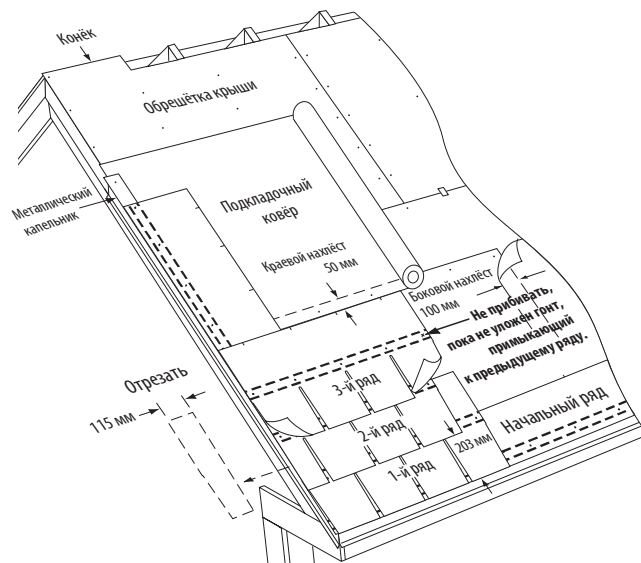 Конёк
Обрешётка крыши
Металлический
капельник
Подкладочный
ковёр
Краевой нахлёст
50 мм
Боковой нахлёст
100 мм
Не прибивать,
пока не уложен гонт,
примыкающий
к предыдущему ряду.
Отрезать
115 мм
3-й ряд
2-й ряд
1-й ряд
203 мм
Начальный ряд